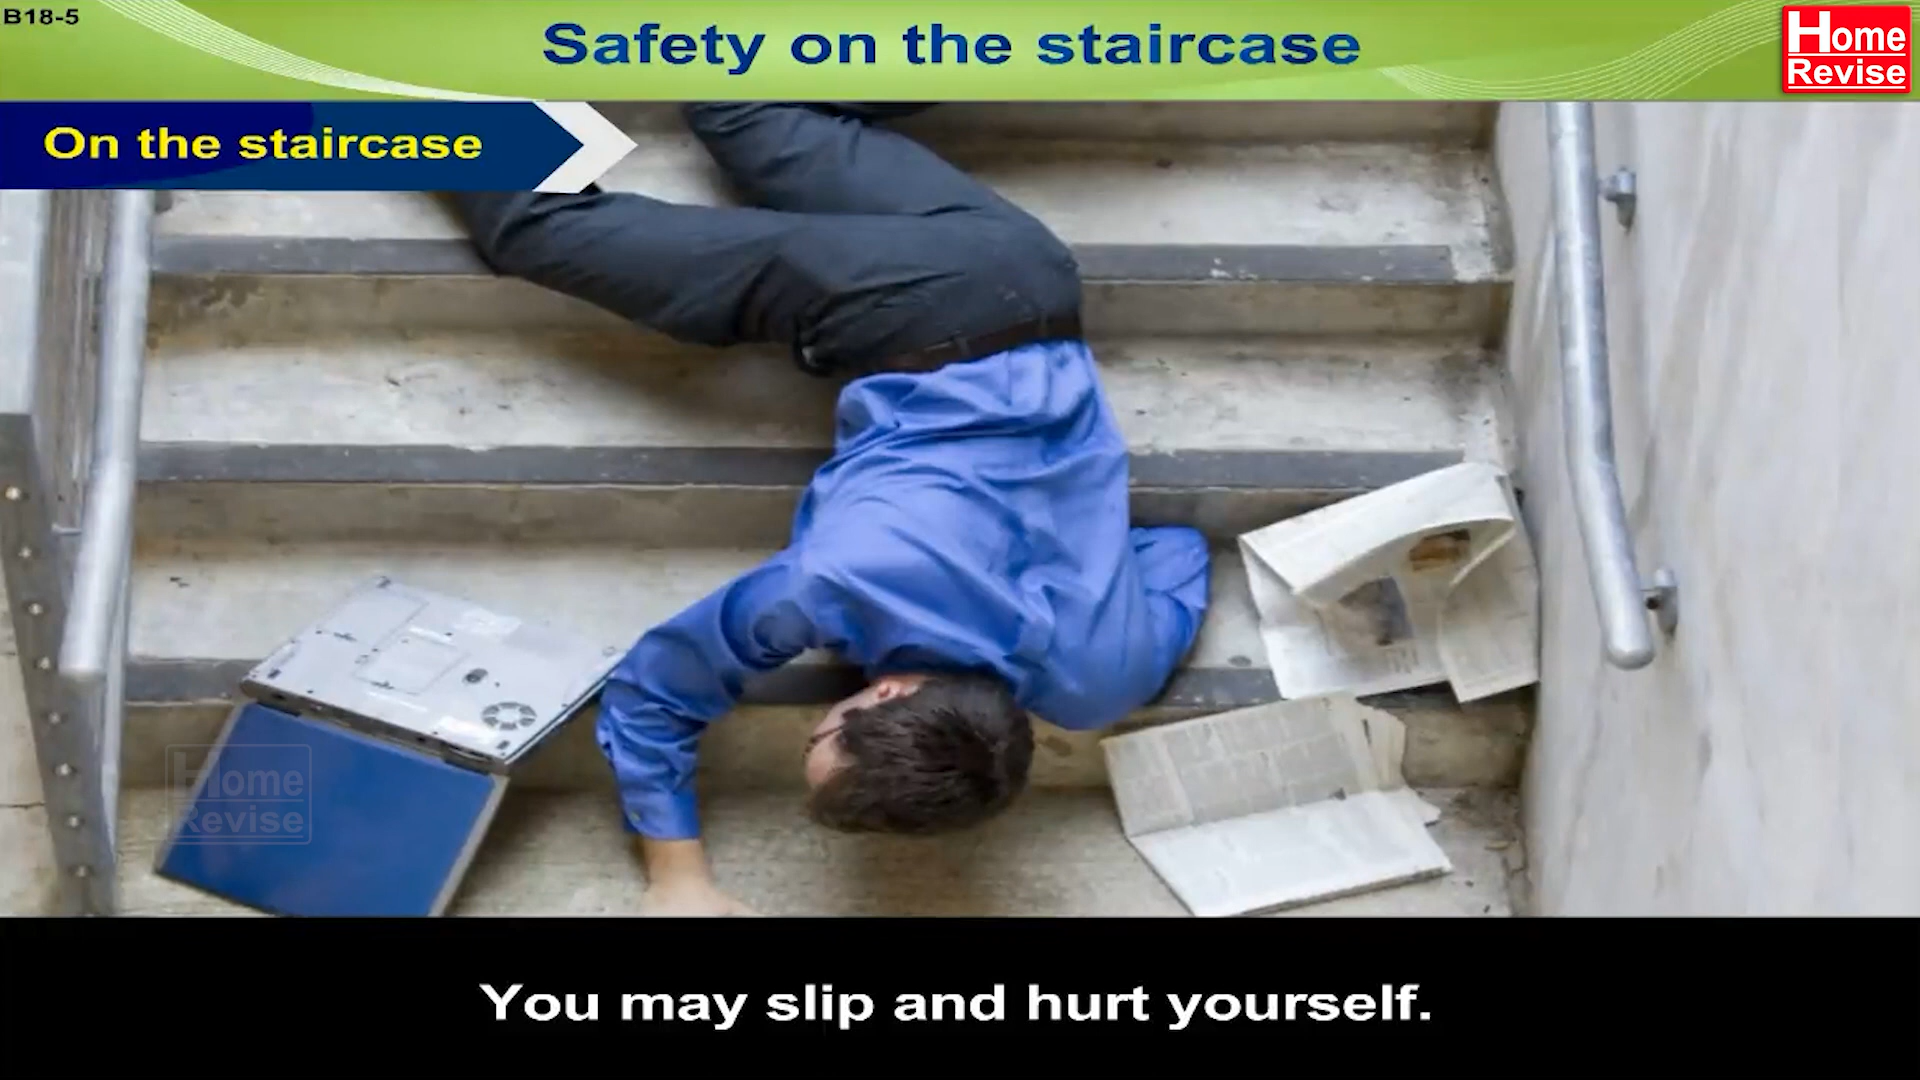 B18-5
Safety on the staircase
Home
Revise
On the staircase
Home
Revise
You may slip and hurt yourself.